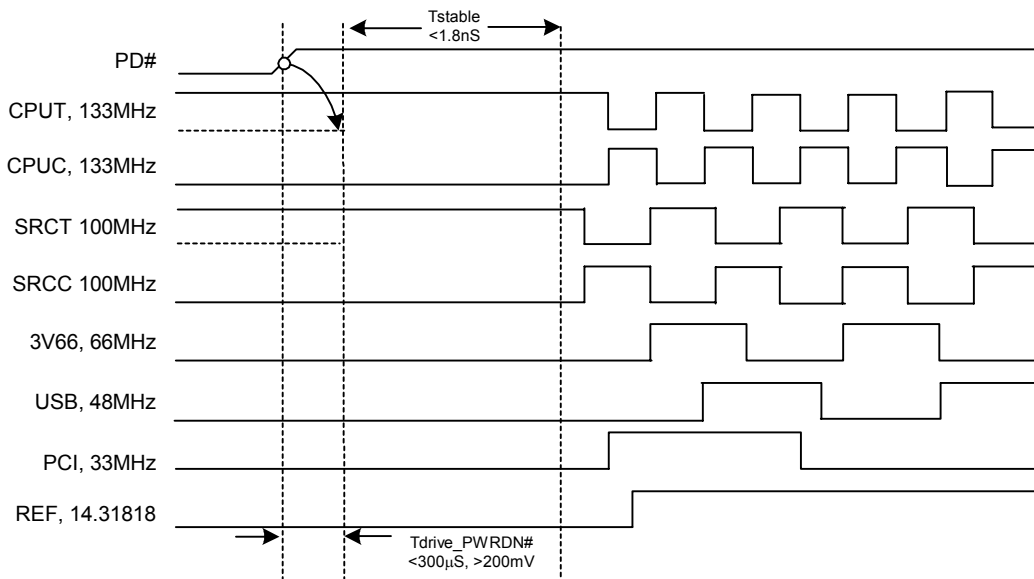 Tstable
<1.8nS
PD#
CPUT, 133MHz
CPUC, 133MHz
SRCT 100MHz
SRCC 100MHz
3V66, 66MHz
USB, 48MHz
PCI, 33MHz
REF, 14.31818
Tdrive_PWRDN#
<300µS, >200mV